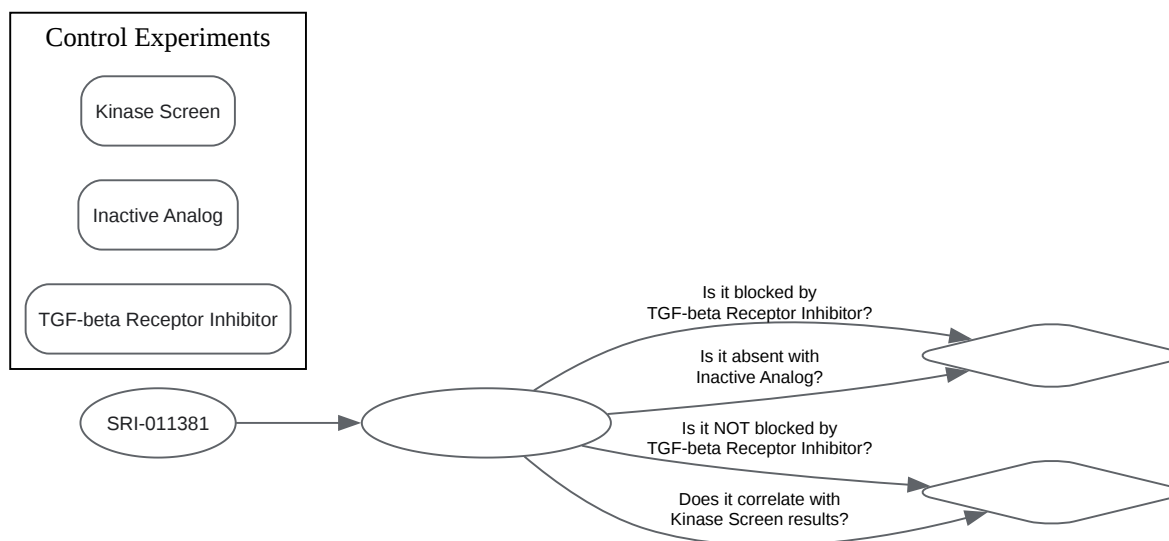 Control Experiments
Kinase Screen
Inactive Analog
TGF-beta Receptor Inhibitor
SRI-011381
Is it blocked by
TGF-beta Receptor Inhibitor?
Is it absent with
Inactive Analog?
Is it NOT blocked by
TGF-beta Receptor Inhibitor?
Does it correlate with
Kinase Screen results?